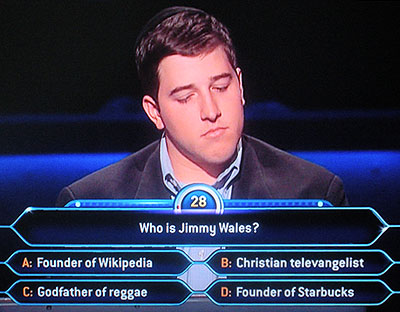 28
Who is Jimmy Wales?
A: Founder of Wikipedia
B: Christian televangelist
C: Godfather of reggae
D: Founder of Starbucks